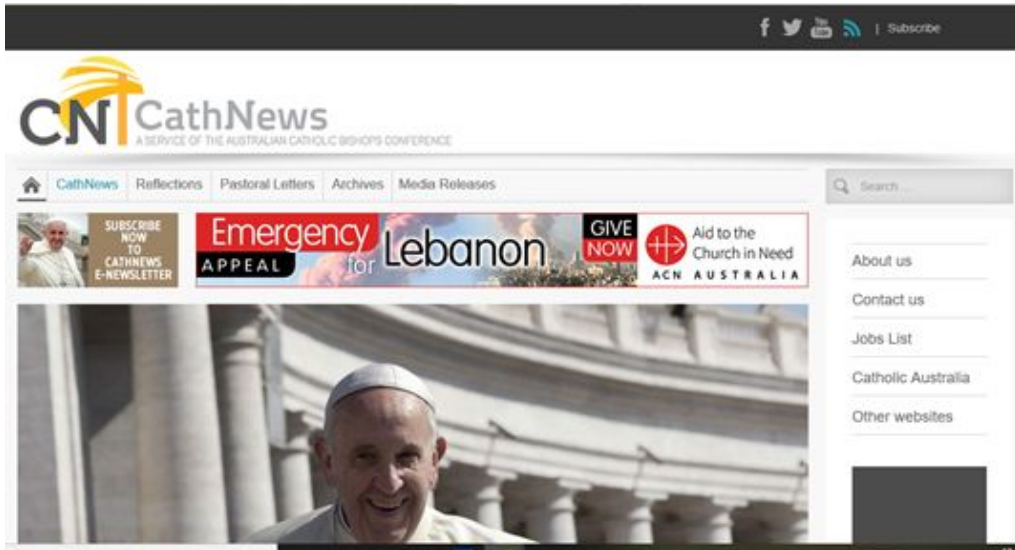 f You Tube | Subscribe
CN CathNews
A SERVICE OF THE AUSTRALIAN CATHOLIC BISHOPS CONFERENCE
CathNews Reflections Pastoral Letters Archives Media Releases
Search ...
SUBSCRIBE
NOW
TO
CATHNEWS
E-NEWSLETTER
Emergency
APPEAL for Lebanon
GIVE
NOW
Aid to the
Church in Need
ACN AUSTRALIA
About us
Contact us
Jobs List
Catholic Australia
Other websites